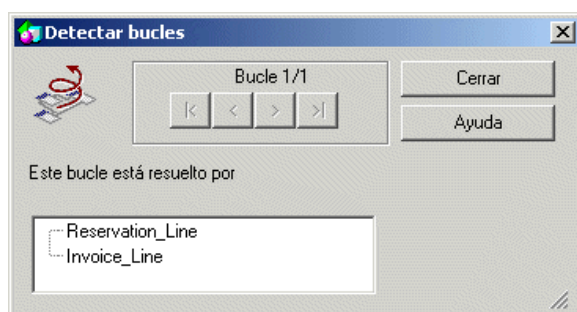 Detectar bucles
Bucle 1/1
Cerrar
Ayuda
Este bucle está resuelto por
Reservation_Line
Invoice_Line